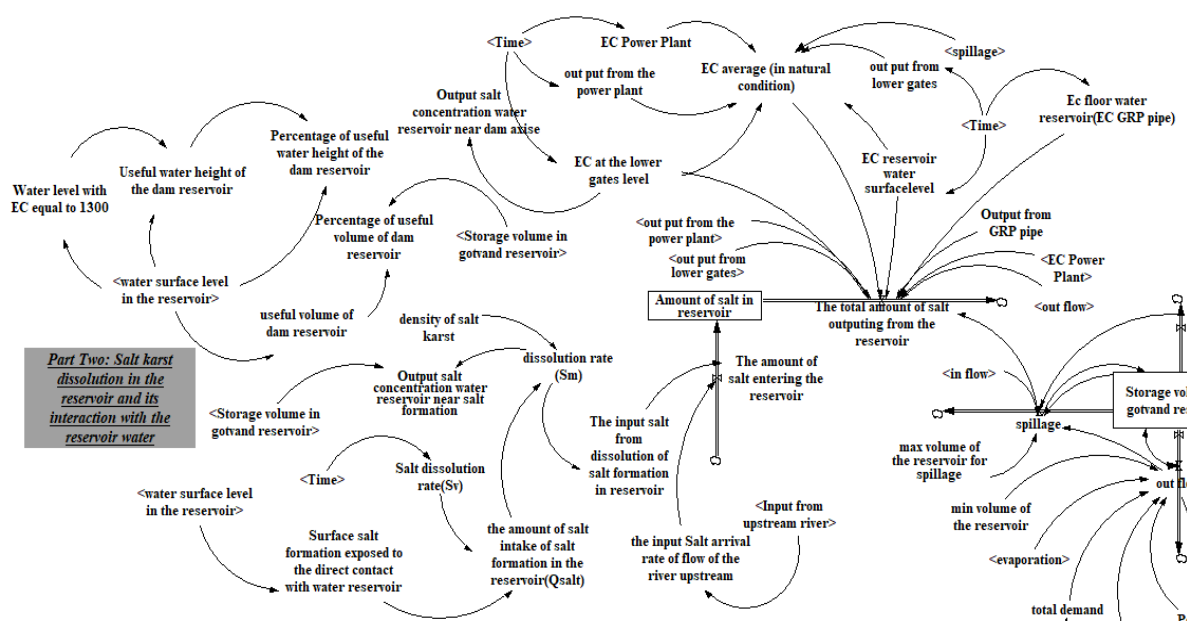 <Time>
EC Power Plant
out put from the
power plant
EC average (in natural
condition)
<spillage>
out put from
lower gates
<Time>
Ec floor water
reservoir(EC GRP pipe)
Output salt
concentration water
reservoir near dam axise
EC at the lower
gates level
EC reservoir
water
surfacelevel
Percentage of useful
water height of the
dam reservoir
Useful water height of
the dam reservoir
Water level with
EC equal to 1300
Percentage of useful
volume of dam
reservoir
<Storage volume in
gotvand reservoir>
<water surface level
in the reservoir>
useful volume of
dam reservoir
<out put from the
power plant>
<out put from
lower gates>
Output from
GRP pipe
<EC Power
Plant>
<out flow>
Amount of salt in
reservoir
The total amount of salt
outputing from the
reservoir
Part Two: Salt karst
dissolution in the
reservoir and its
interaction with the
reservoir water
density of salt
karst
dissolution rate
(Sm)
Output salt
concentration water
reservoir near salt
formation
<Storage volume in
gotvand reservoir>
The amount of
salt entering the
reservoir
The input salt
from
dissolution of
salt formation
in reservoir
<in flow>
Storage vol
gotvand res
spillage
max volume of
the reservoir for
spillage
min volume of
the reservoir
out fl
<evaporation>
total demand
<Time>
Salt dissolution
rate(Sv)
<water surface level
in the reservoir>
Surface salt
formation exposed to
the direct contact
with water reservoir
the amount of salt
intake of salt
formation in the
reservoir(Qsalt)
the input Salt arrival
rate of flow of the
river upstream
<Input from
upstream river>